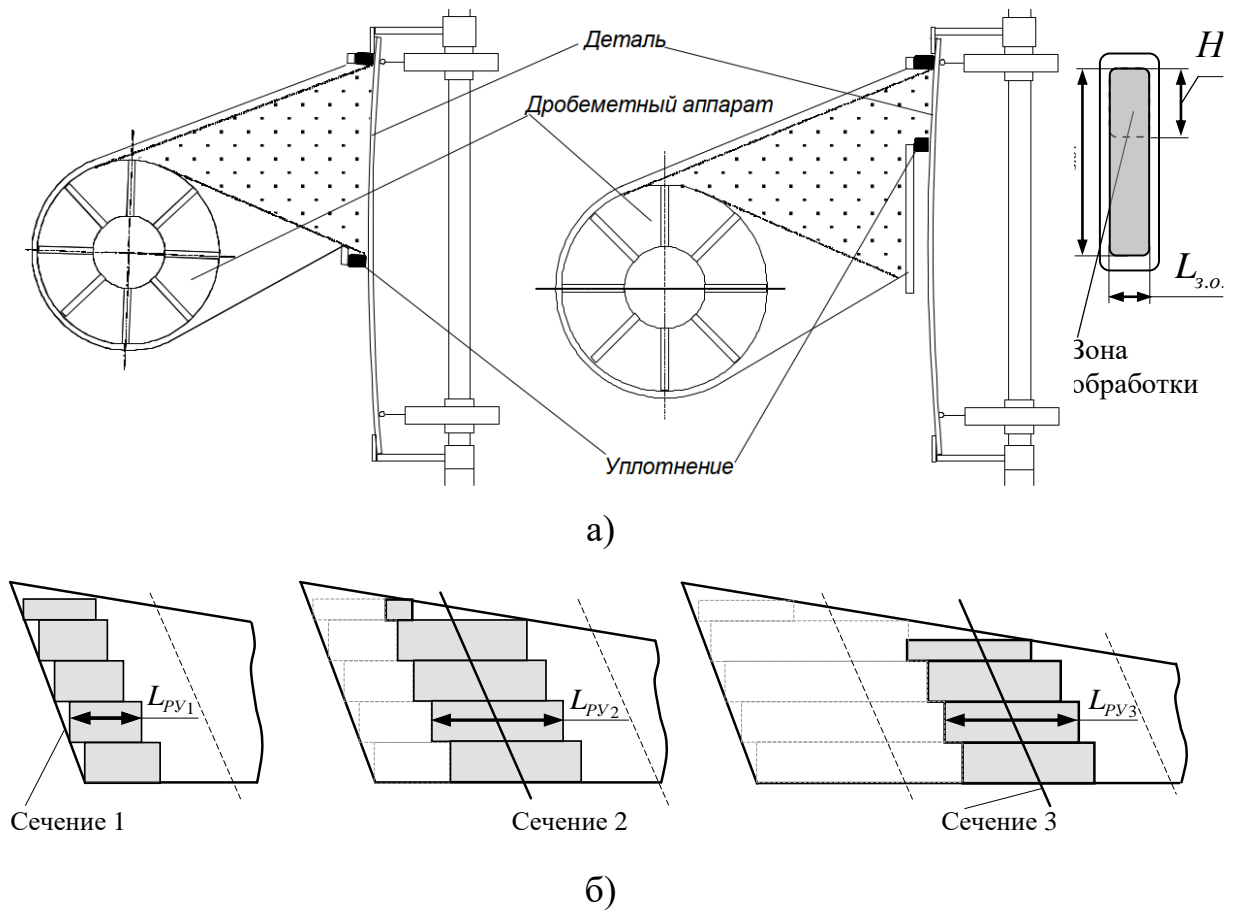 Деталь
Дробеметный аппарат
H
L з.о.
Зона
обработки
Уплотнение
а)
L РУ1
L РУ2
L РУ3
Сечение 1
Сечение 2
Сечение 3
б)